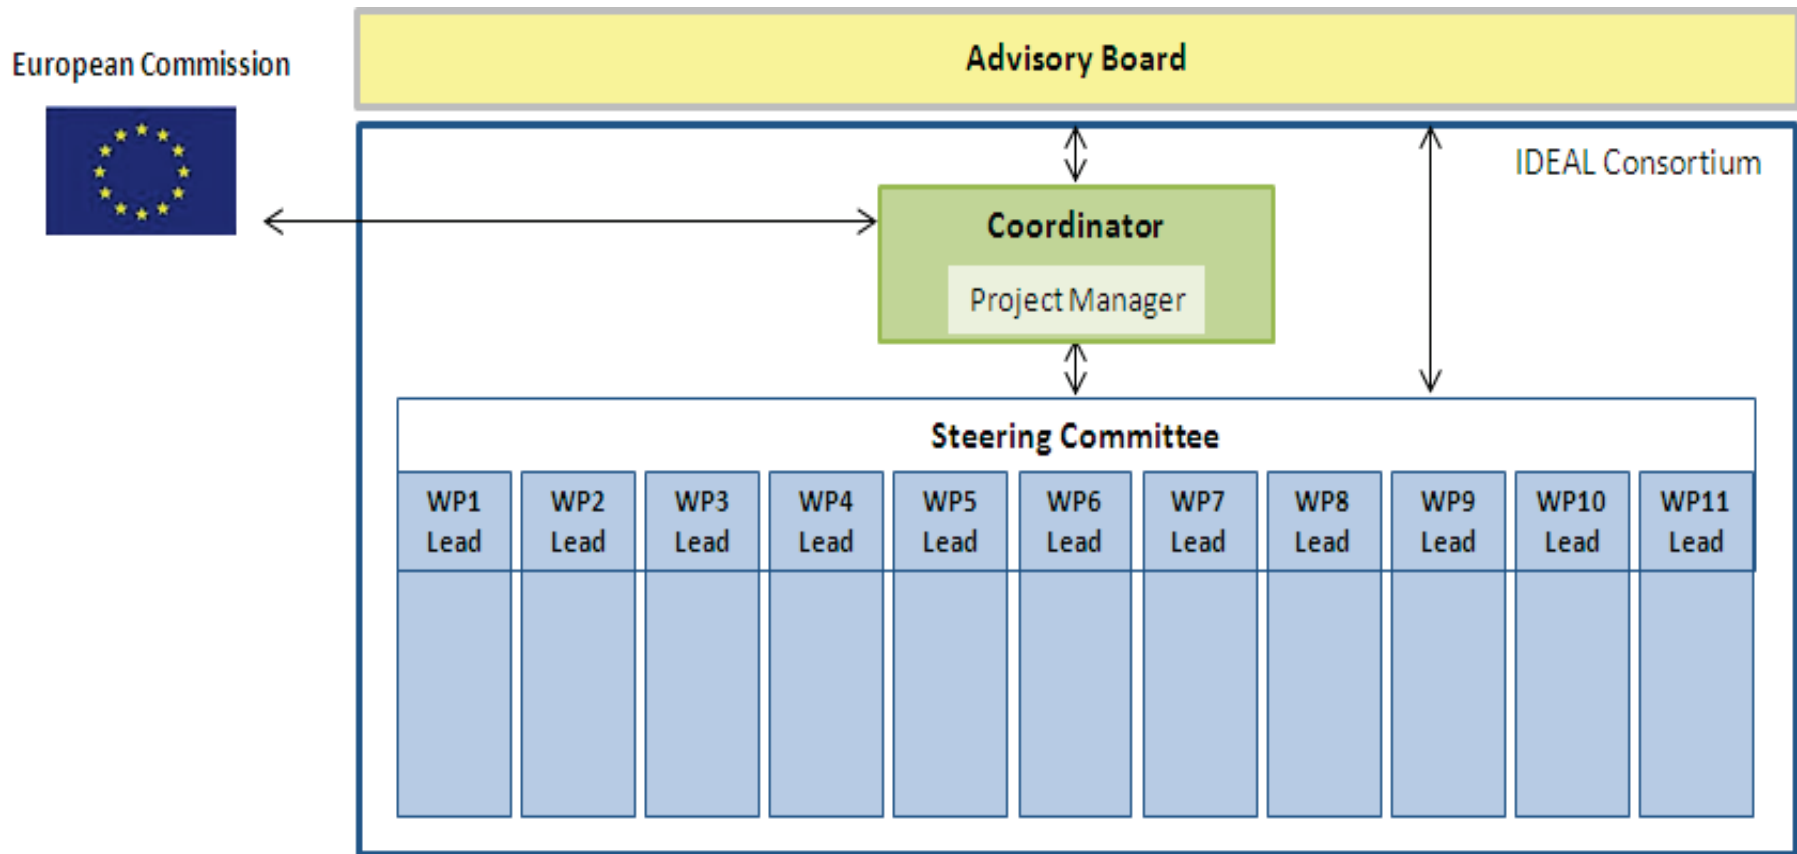 European Commission
Advisory Board
IDEAL Consortium
Coordinator
Project Manager
Steering Committee
WP1
Lead
WP2
Lead
WP3
Lead
WP4
Lead
WP5
Lead
WP6
Lead
WP7
Lead
WP8
Lead
WP9
Lead
WP10
Lead
WP11
Lead